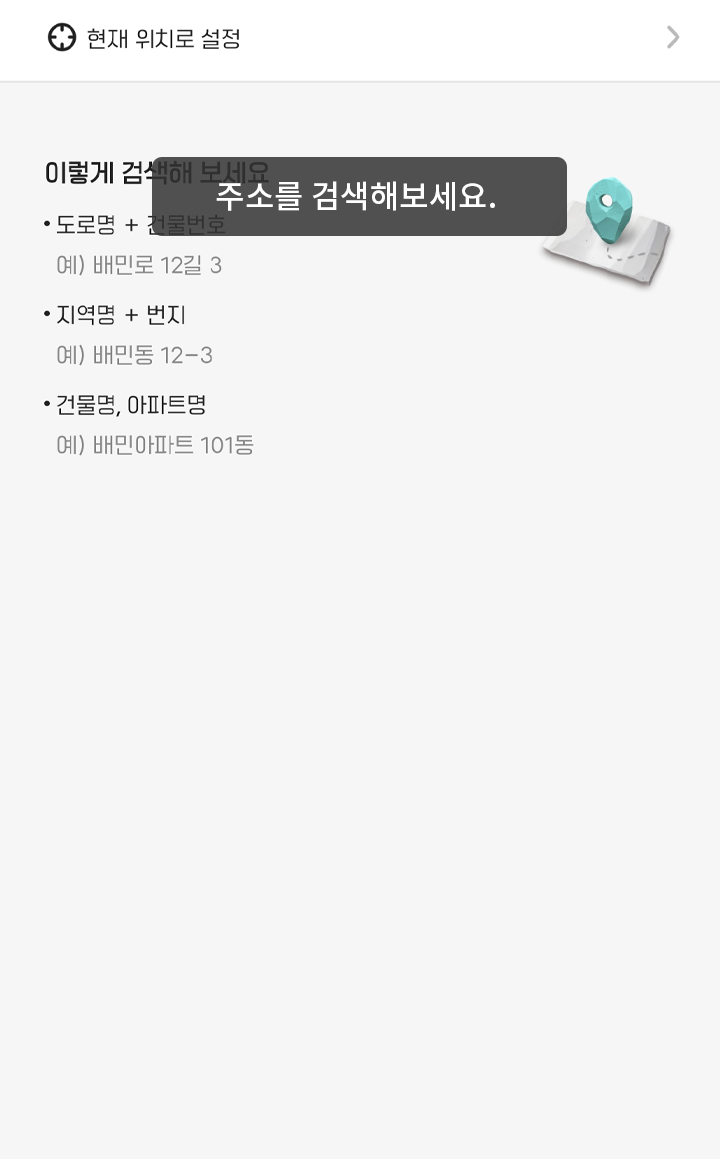 현재 위치로 설정
이렇게 검색해 보세요
주소를 검색해보세요.
• 도로명 + 건물번호
예) 배민로 12길 3
• 지역명 + 번지
예) 배민동 12-3
• 건물명, 아파트명
예) 배민아파트 101동